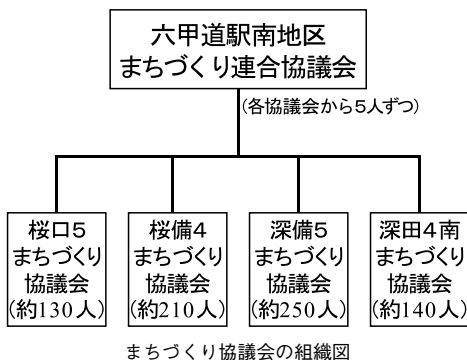 六甲道駅南地区
まちづくり連合協議会
(各協議会から5人ずつ)
桜口5
まちづくり
協議会
(約130人)
桜備4
まちづくり
協議会
(約210人)
深備5
まちづくり
協議会
(約250人)
深田4南
まちづくり
協議会
(約140人)
まちづくり協議会の組織図